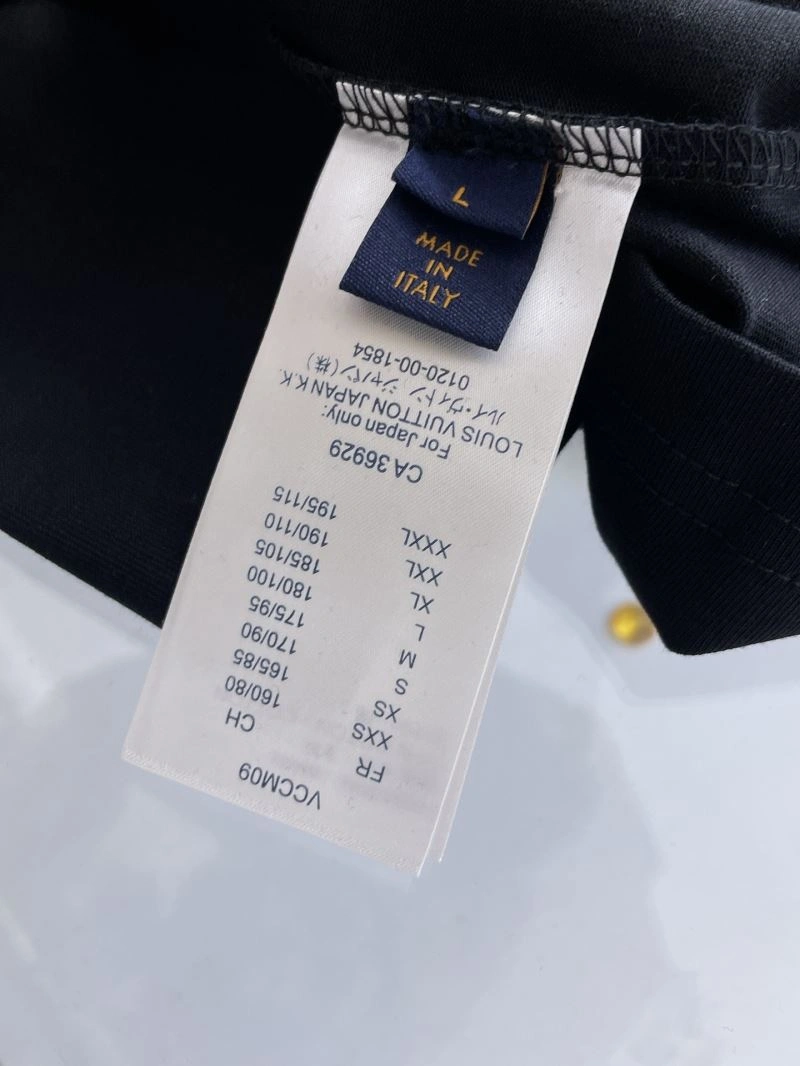 L
MADE
IN
ITALY
VCCM09
FR CH
XXS 160/80
XS 165/85
S 170/90
M 175/95
L 180/100
XL 185/105
XXL 190/110
XXXL 195/115
CA 36929
For Japan only:
LOUIS VUITTON JAPAN K.K.
ルイ・ヴィトン ジャパン(株)
0120-00-1854